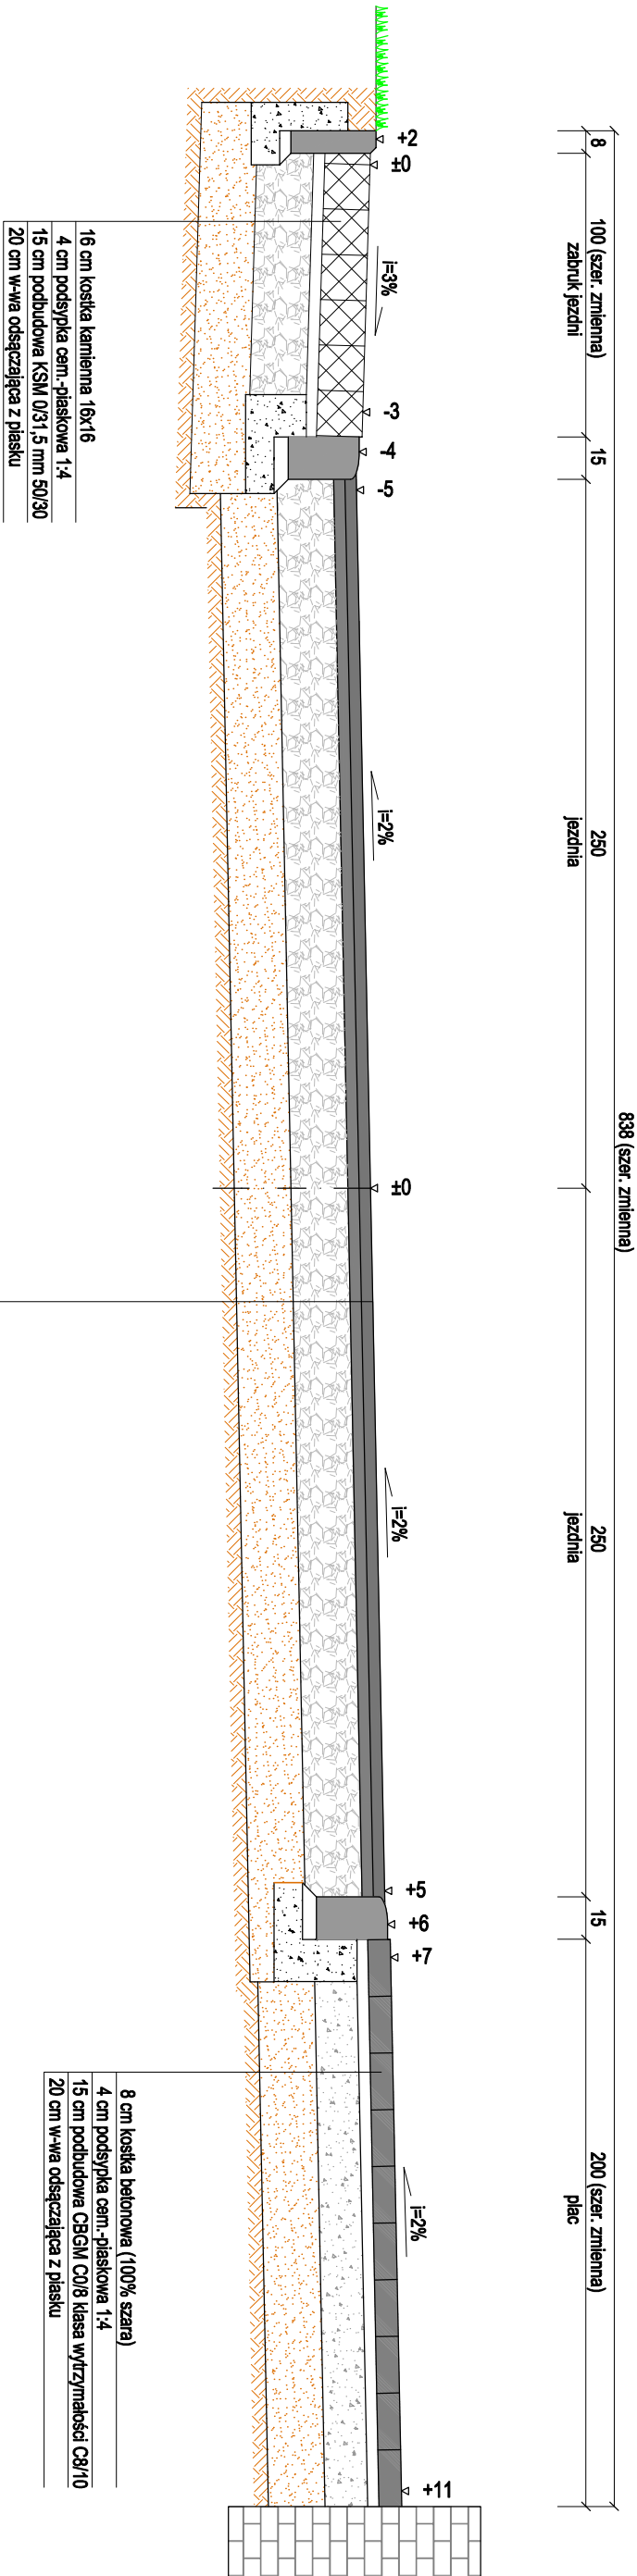 838 (szer. zmienna)
8
100 (szer. zmienna)
zabruk jezdni
15
250
jezdnia
250
jezdnia
15
200 (szer. zmienna)
plac
+2
±0
i=3%
-3
-4
-5
i=2%
±0
i=2%
+5
+6
+7
i=2%
+11
16 cm kostka kamienna 16x16
4 cm podsypka cem.-piaskowa 1:4
15 cm podbudowa KSM 0/31,5 mm 50/30
20 cm w-wa odsączająca z piasku
8 cm kostka betonowa (100% szara)
4 cm podsypka cem.-piaskowa 1:4
15 cm podbudowa CBGM C0/8 klasa wytrzymałości C8/10
20 cm w-wa odsączająca z piasku